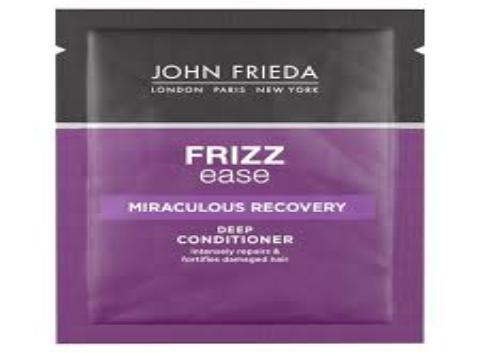 JOHN FRIEDA
LONDON PARIS NEW YORK
FRIZZ
ease
MIRACULOUS RECOVERY
DEEP
CONDITIONER
intensely repairs &
fortifies damaged hair